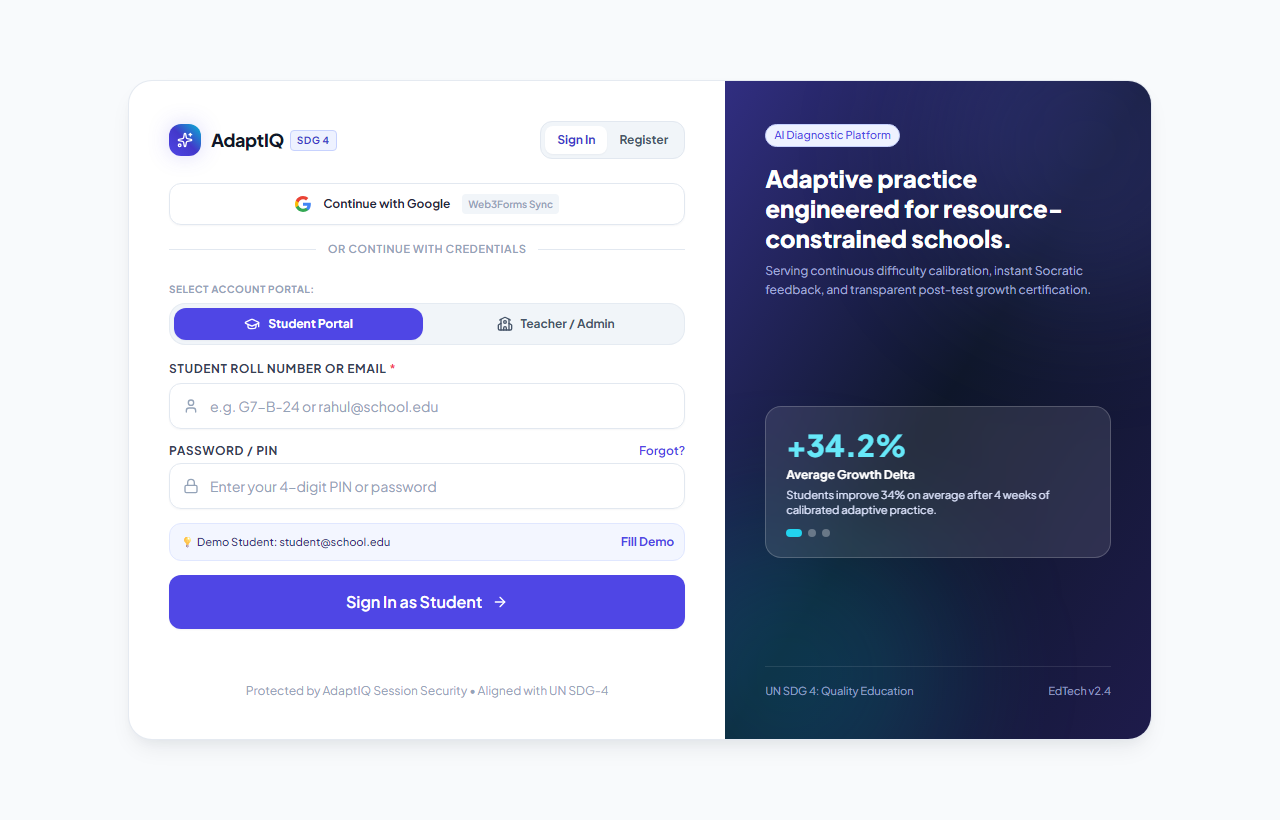 AdaptIQ SDG 4
Sign In Register
Continue with Google Web3Forms Sync
OR CONTINUE WITH CREDENTIALS
SELECT ACCOUNT PORTAL:
Student Portal Teacher / Admin
STUDENT ROLL NUMBER OR EMAIL *
e.g. G7-B-24 or rahul@school.edu
PASSWORD / PIN Forgot?
Enter your 4-digit PIN or password
Demo Student: student@school.edu Fill Demo
Sign In as Student
Protected by AdaptIQ Session Security • Aligned with UN SDG-4
AI Diagnostic Platform
Adaptive practice
engineered for resource-
constrained schools.
Serving continuous difficulty calibration, instant Socratic
feedback, and transparent post-test growth certification.
+34.2%
Average Growth Delta
Students improve 34% on average after 4 weeks of
calibrated adaptive practice.
UN SDG 4: Quality Education EdTech v2.4